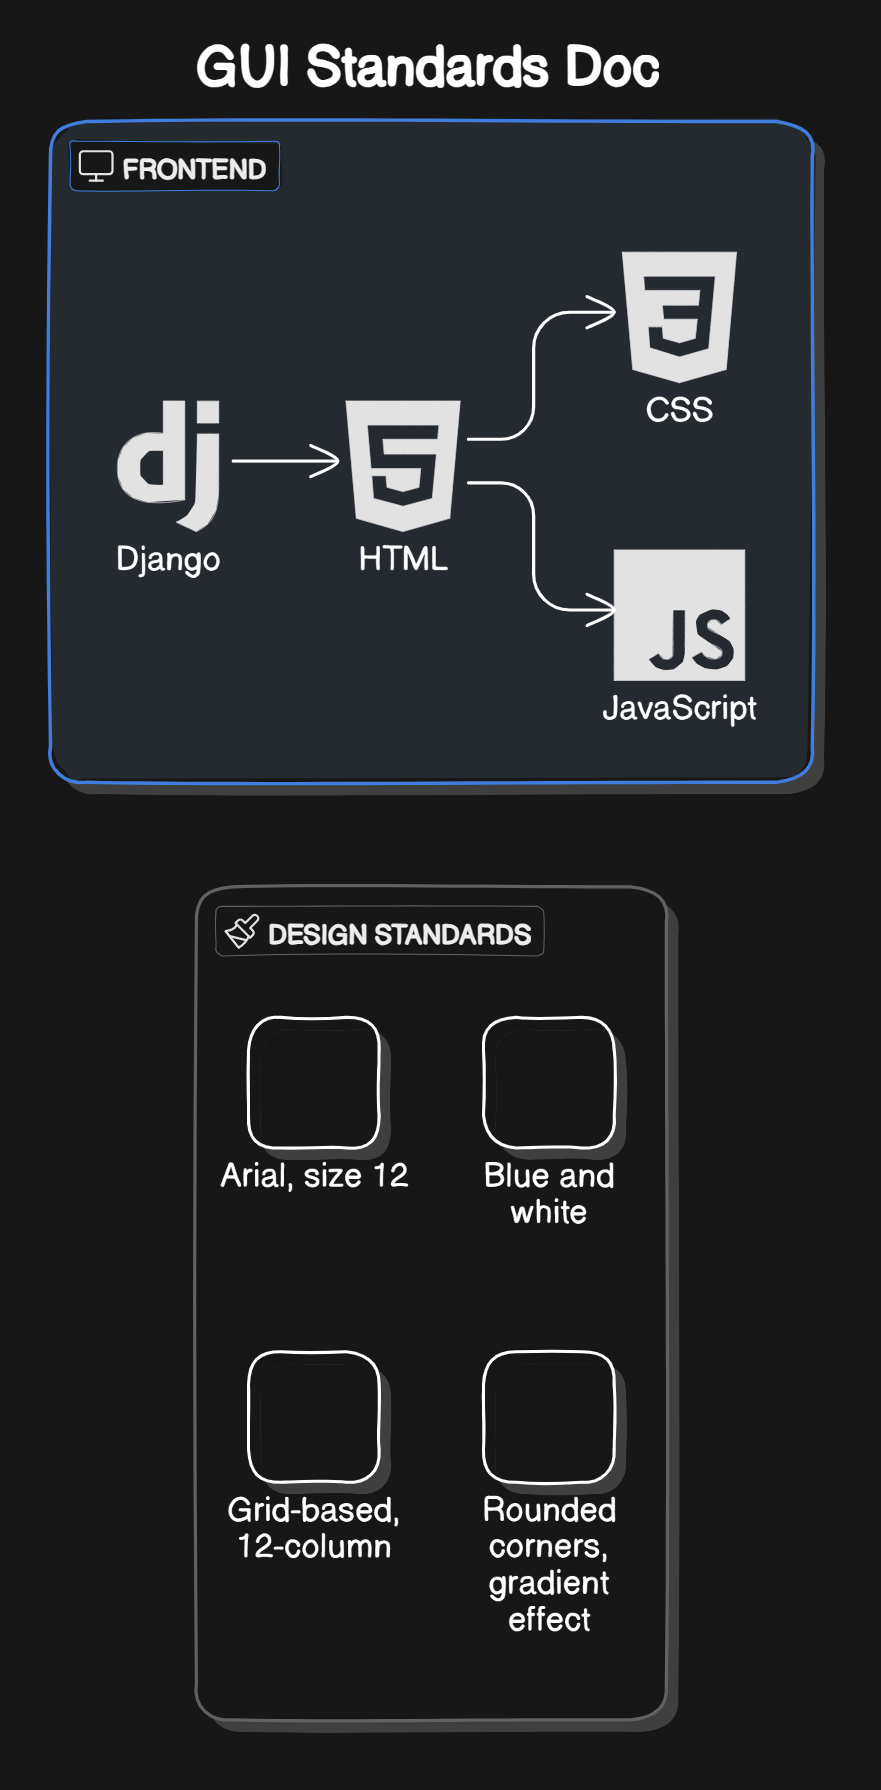 GUI Standards Doc
FRONTEND
CSS
dj
Django
HTML
JS
JavaScript
DESIGN STANDARDS
Arial, size 12
Blue and
white
Grid-based,
12-column
Rounded
corners,
gradient
effect